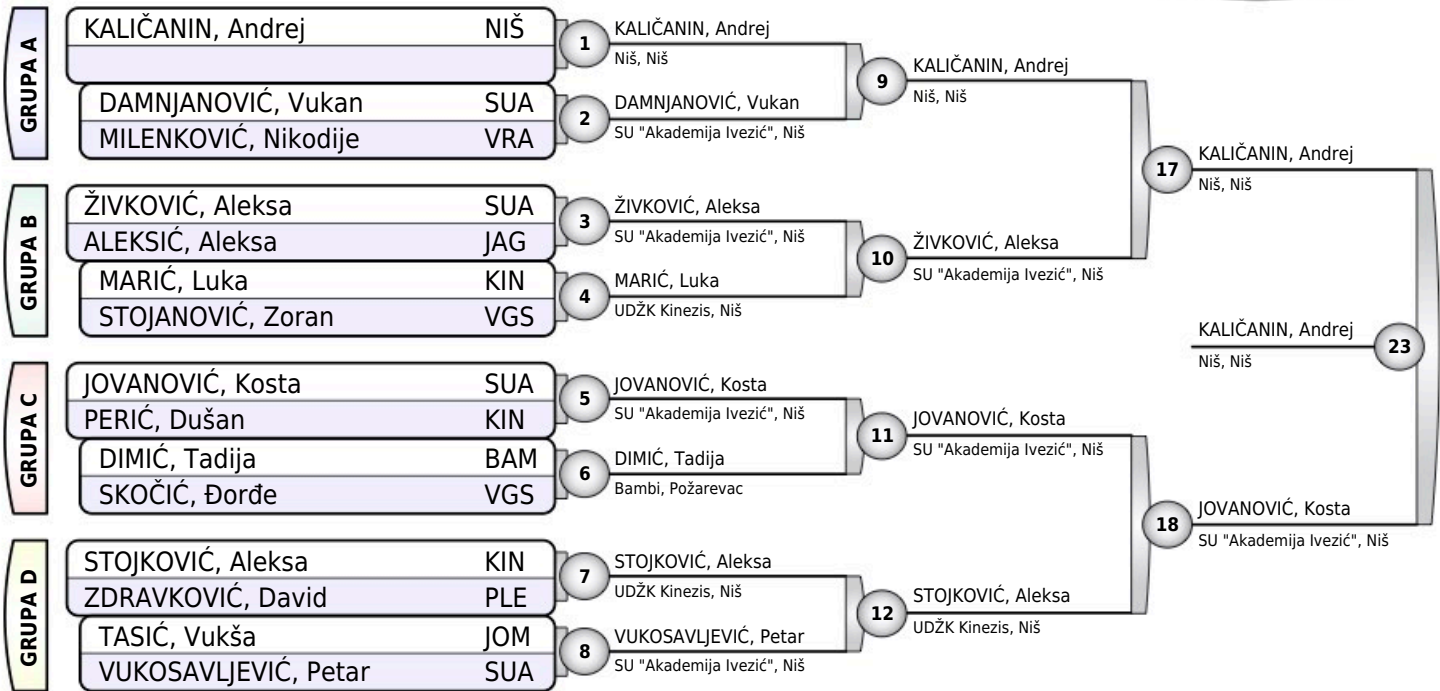 GRUPA A
KALIČANIN, Andrej NIŠ
DAMNJANOVIĆ, Vukan SUA
MILENKOVIĆ, Nikodije VRA
GRUPA B
ŽIVKOVIĆ, Aleksa SUA
ALEKSIĆ, Aleksa JAG
MARIĆ, Luka KIN
STOJANOVIĆ, Zoran VGS
GRUPA C
JOVANOVIĆ, Kosta SUA
PERIĆ, Dušan KIN
DIMIĆ, Tadija BAM
SKOČIĆ, Đorđe VGS
GRUPA D
STOJKOVIĆ, Aleksa KIN
ZDRAVKOVIĆ, David PLE
TASIĆ, Vukša JOM
VUKOSAVLJEVIĆ, Petar SUA
1 KALIČANIN, Andrej
Niš, Niš
2 DAMNJANOVIĆ, Vukan
SU "Akademija Ivezić", Niš
3 ŽIVKOVIĆ, Aleksa
SU "Akademija Ivezić", Niš
4 MARIĆ, Luka
UDŽK Kinezis, Niš
5 JOVANOVIĆ, Kosta
SU "Akademija Ivezić", Niš
6 DIMIĆ, Tadija
Bambi, Požarevac
7 STOJKOVIĆ, Aleksa
UDŽK Kinezis, Niš
8 VUKOSAVLJEVIĆ, Petar
SU "Akademija Ivezić", Niš
9 KALIČANIN, Andrej
Niš, Niš
10 ŽIVKOVIĆ, Aleksa
SU "Akademija Ivezić", Niš
11 JOVANOVIĆ, Kosta
SU "Akademija Ivezić", Niš
12 STOJKOVIĆ, Aleksa
UDŽK Kinezis, Niš
17 KALIČANIN, Andrej
Niš, Niš
18 JOVANOVIĆ, Kosta
SU "Akademija Ivezić", Niš
KALIČANIN, Andrej 23
Niš, Niš